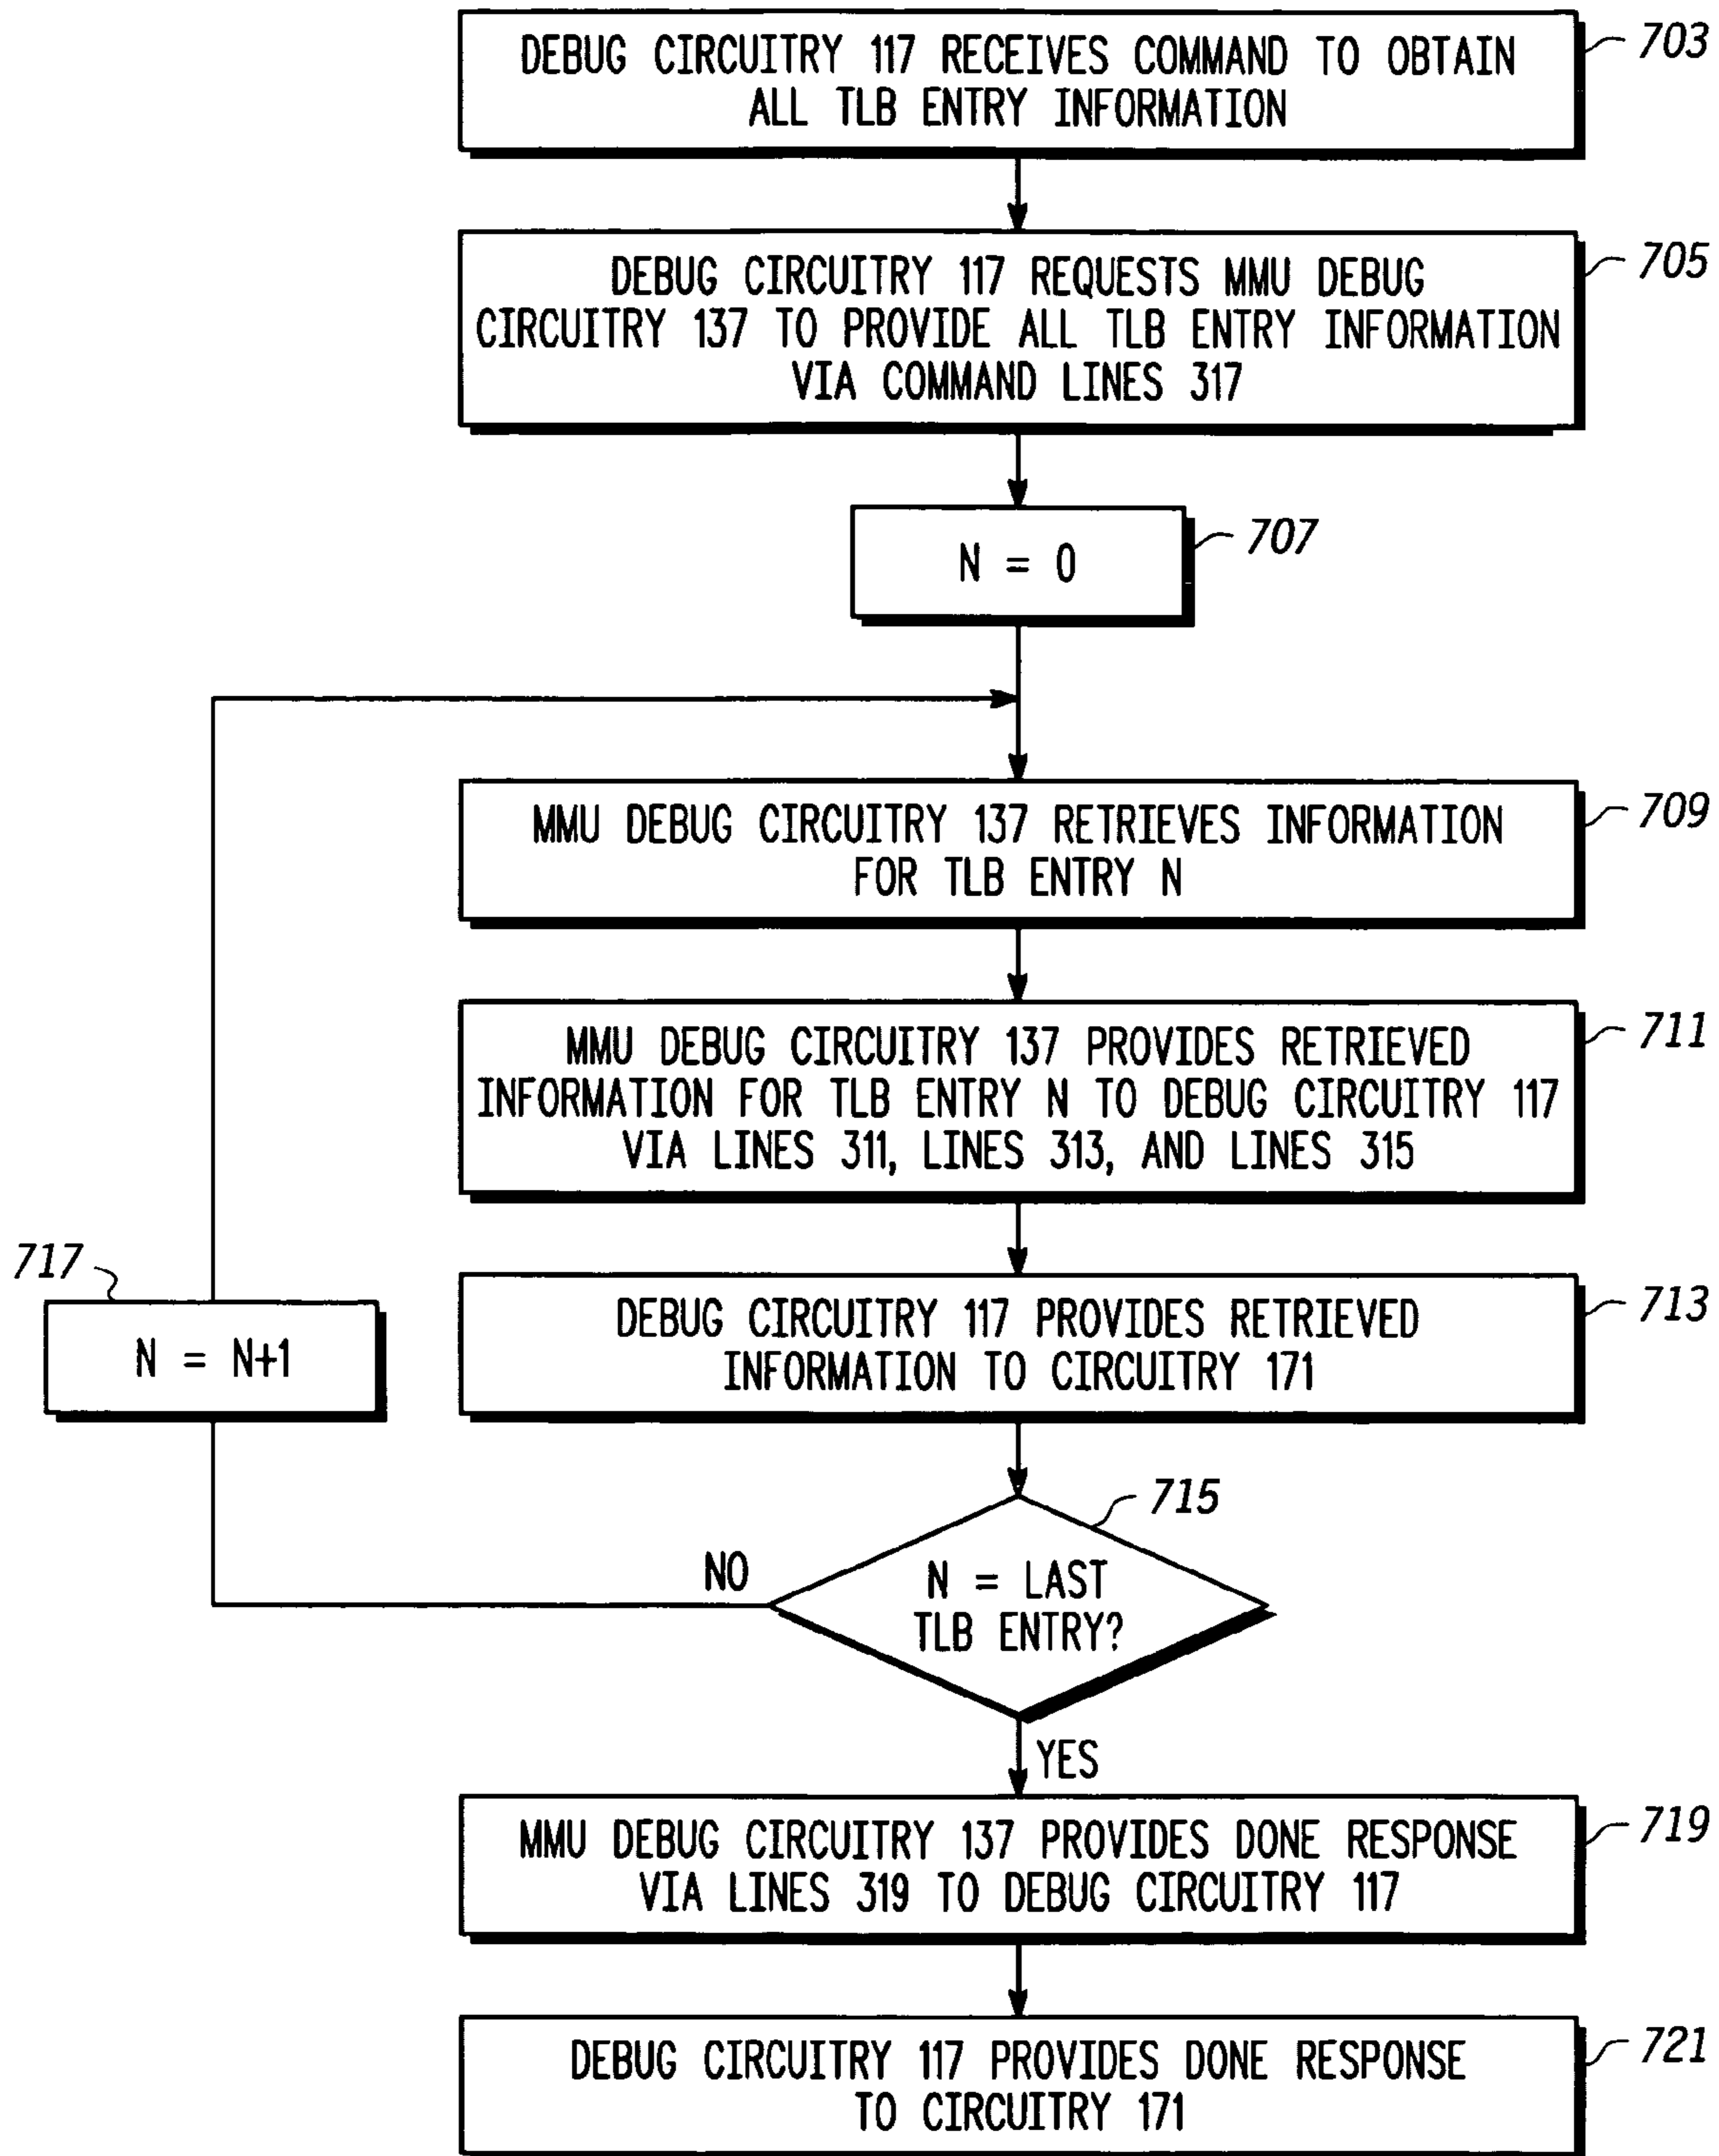 DEBUG CIRCUITRY 117 RECEIVES COMMAND TO OBTAIN
ALL TLB ENTRY INFORMATION
703
DEBUG CIRCUITRY 117 REQUESTS MMU DEBUG
CIRCUITRY 137 TO PROVIDE ALL TLB ENTRY INFORMATION
VIA COMMAND LINES 317
705
N = 0
707
MMU DEBUG CIRCUITRY 137 RETRIEVES INFORMATION
FOR TLB ENTRY N
709
MMU DEBUG CIRCUITRY 137 PROVIDES RETRIEVED
INFORMATION FOR TLB ENTRY N TO DEBUG CIRCUITRY 117
VIA LINES 311, LINES 313, AND LINES 315
711
717
N = N+1
DEBUG CIRCUITRY 117 PROVIDES RETRIEVED
INFORMATION TO CIRCUITRY 171
713
715
NO
N = LAST
TLB ENTRY?
YES
MMU DEBUG CIRCUITRY 137 PROVIDES DONE RESPONSE
VIA LINES 319 TO DEBUG CIRCUITRY 117
719
DEBUG CIRCUITRY 117 PROVIDES DONE RESPONSE
TO CIRCUITRY 171
721